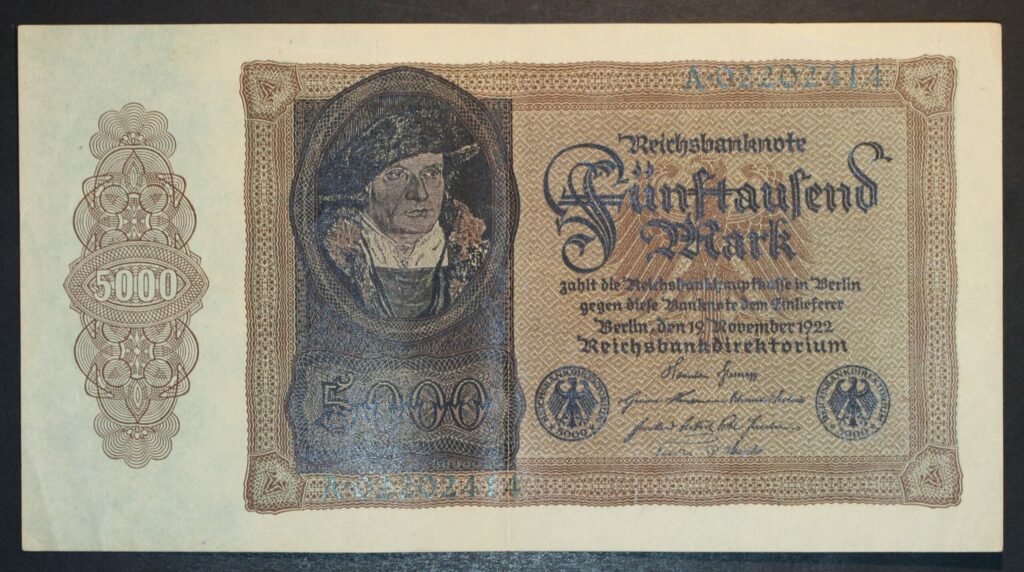 A·02202414
5000
Reichsbanknote
Fünftauſend
Mark
zahlt die Reichsbankhauptkaſſe in Berlin
gegen dieſe Banknote dem Einlieferer
Berlin, den 19. November 1922
Reichsbankdirektorium
5000
A·02202414